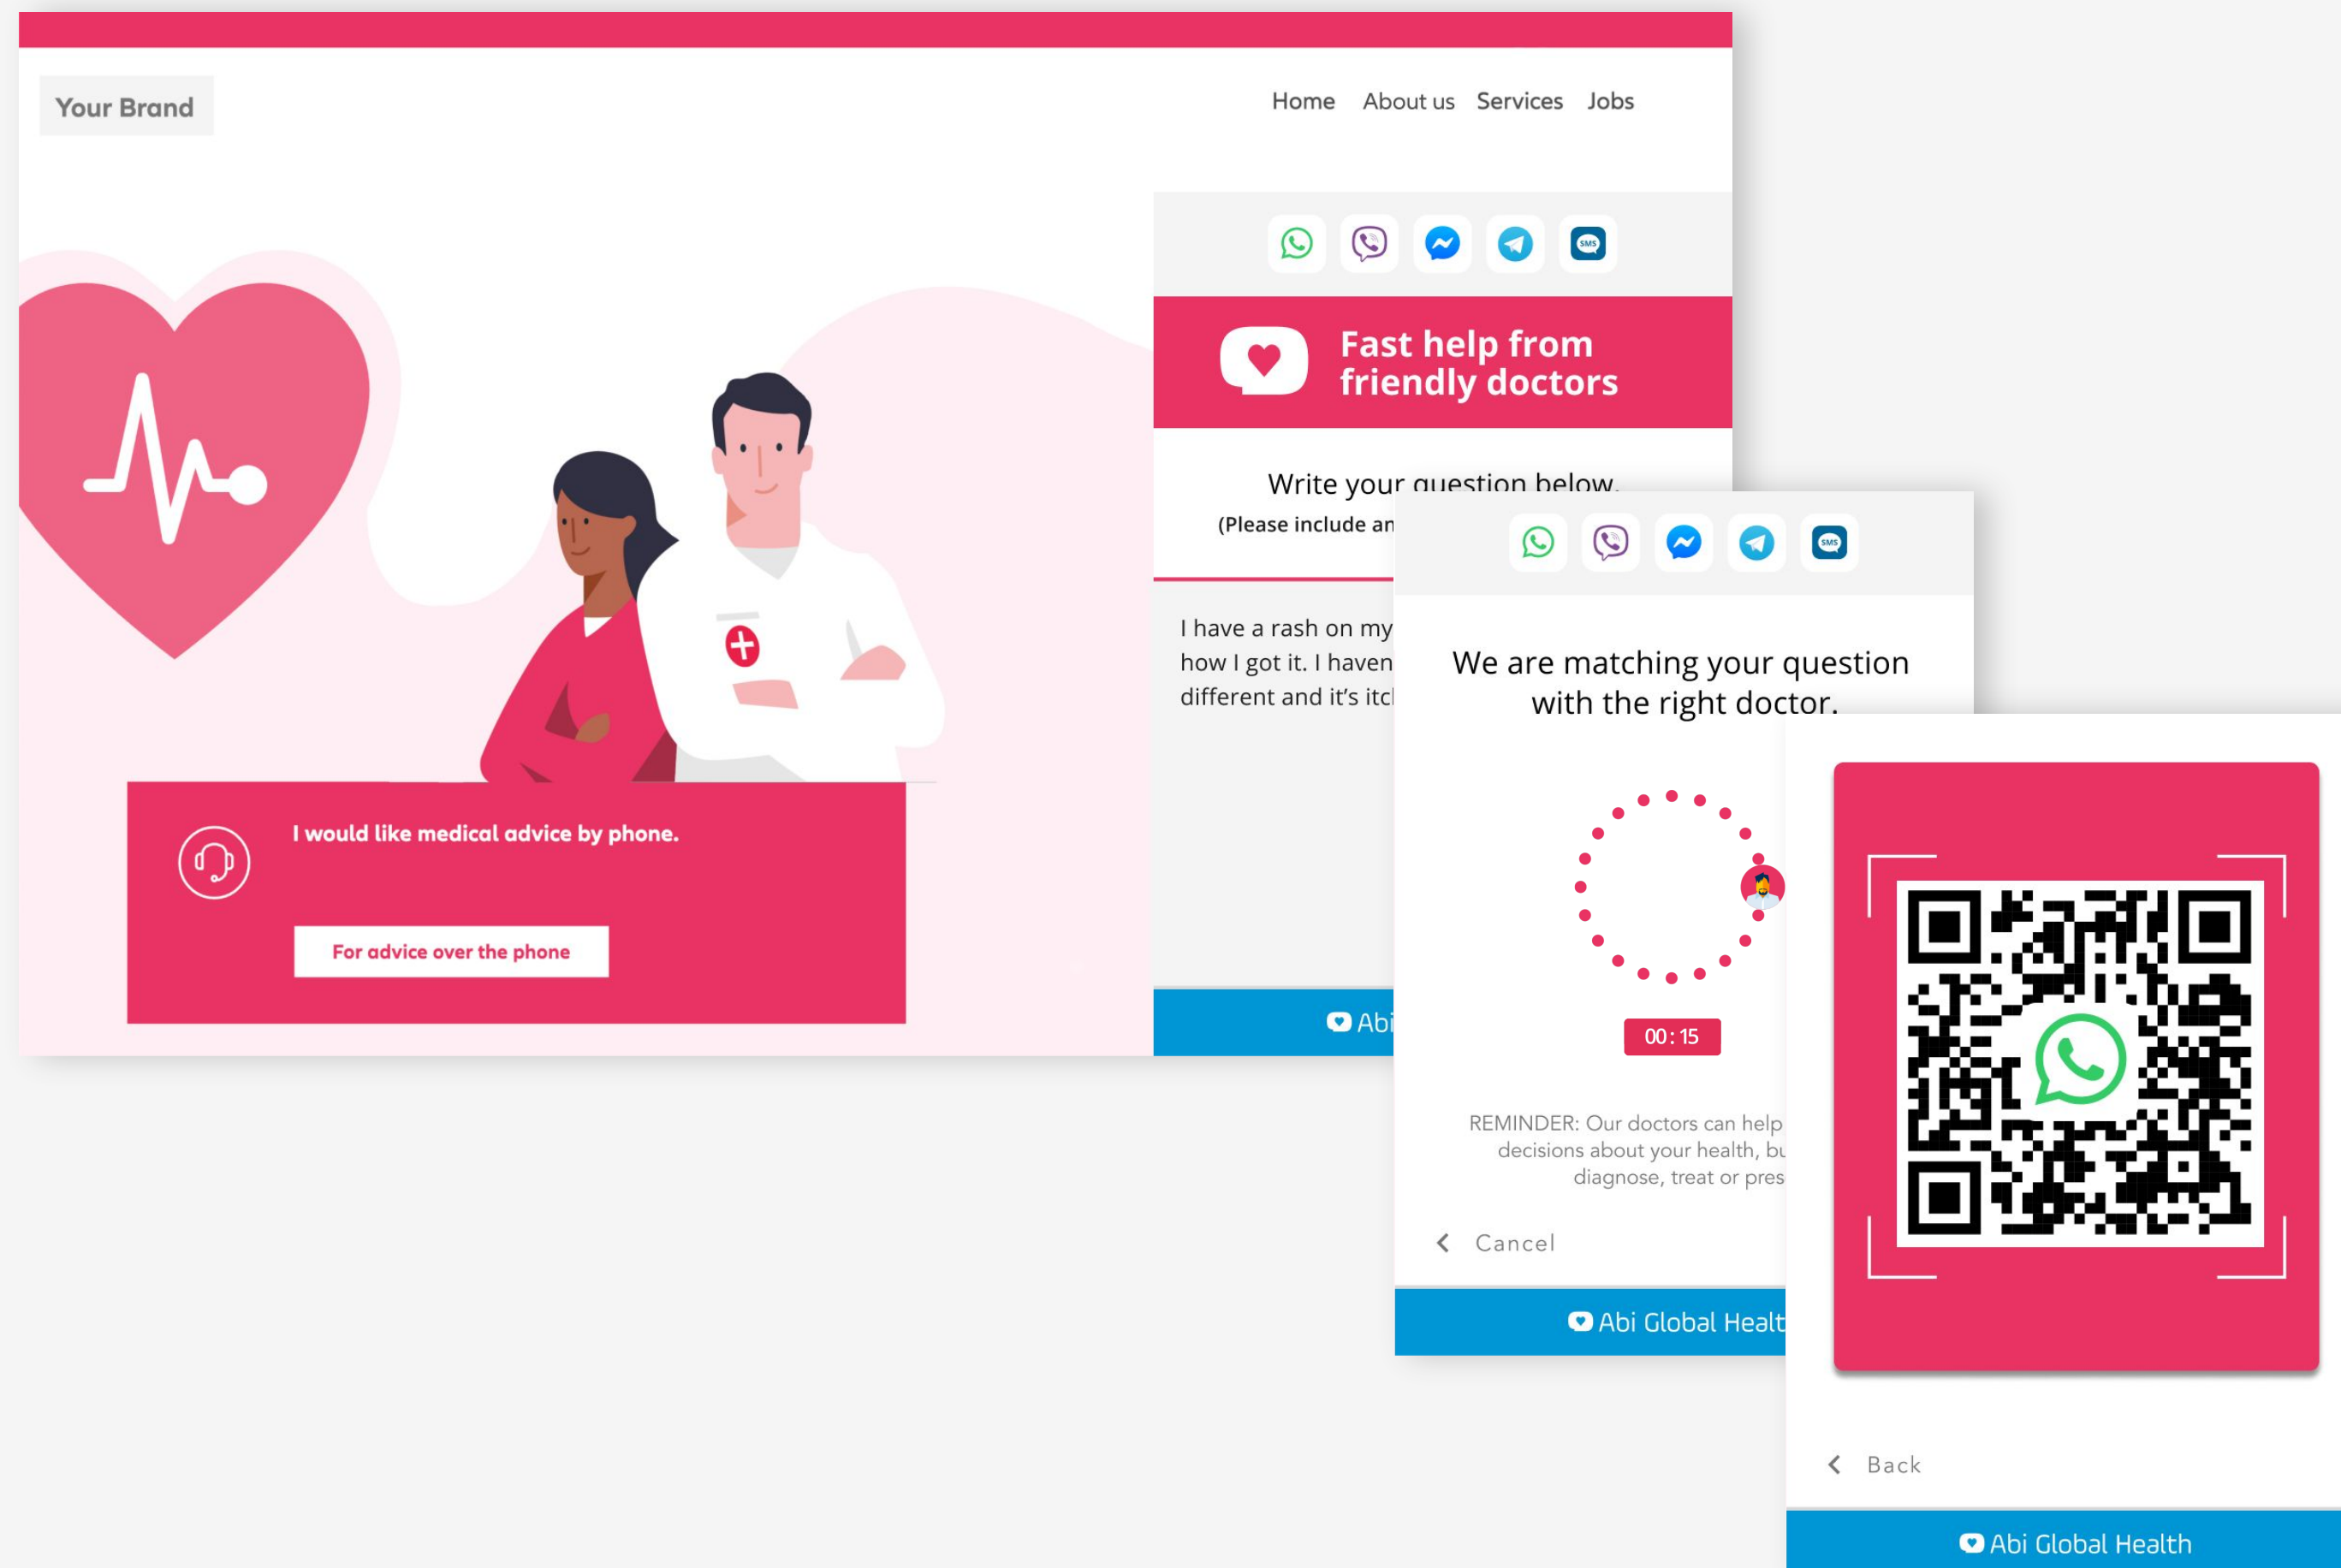 Your Brand
Home About us Services Jobs
SMS
Fast help from
friendly doctors
Write your question below.
(Please include an
I have a rash on my
how I got it. I haven
different and it's itc
Abi
I would like medical advice by phone.
For advice over the phone
SMS
We are matching your question
with the right doctor.
00:15
REMINDER: Our doctors can help
decisions about your health, bu
diagnose, treat or pres
Cancel
Abi Global Healt
Back
Abi Global Health